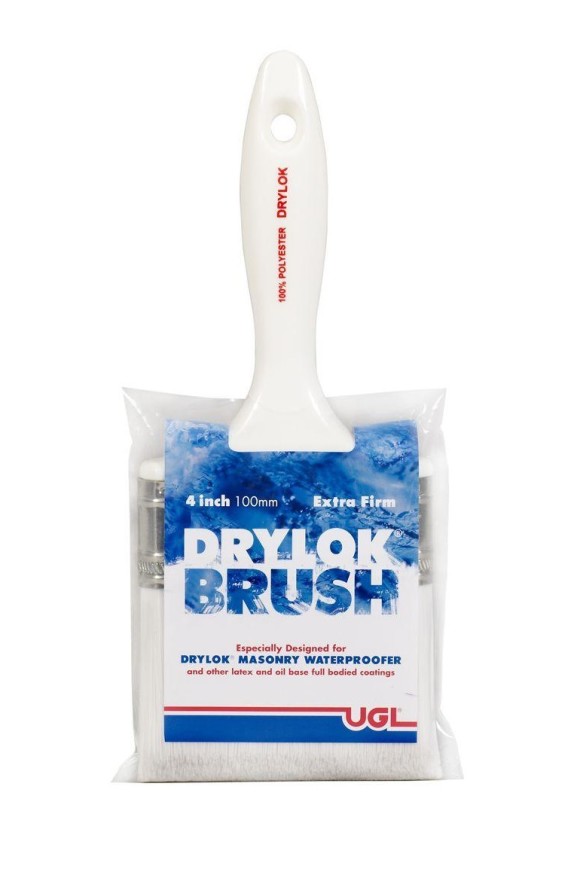 100% POLYESTER DRYLOK
4 inch 100mm Extra Firm
DRYLOK®
BRUSH
Especially Designed for
DRYLOK® MASONRY WATERPROOFER
and other latex and oil base full bodied coatings
UGL®